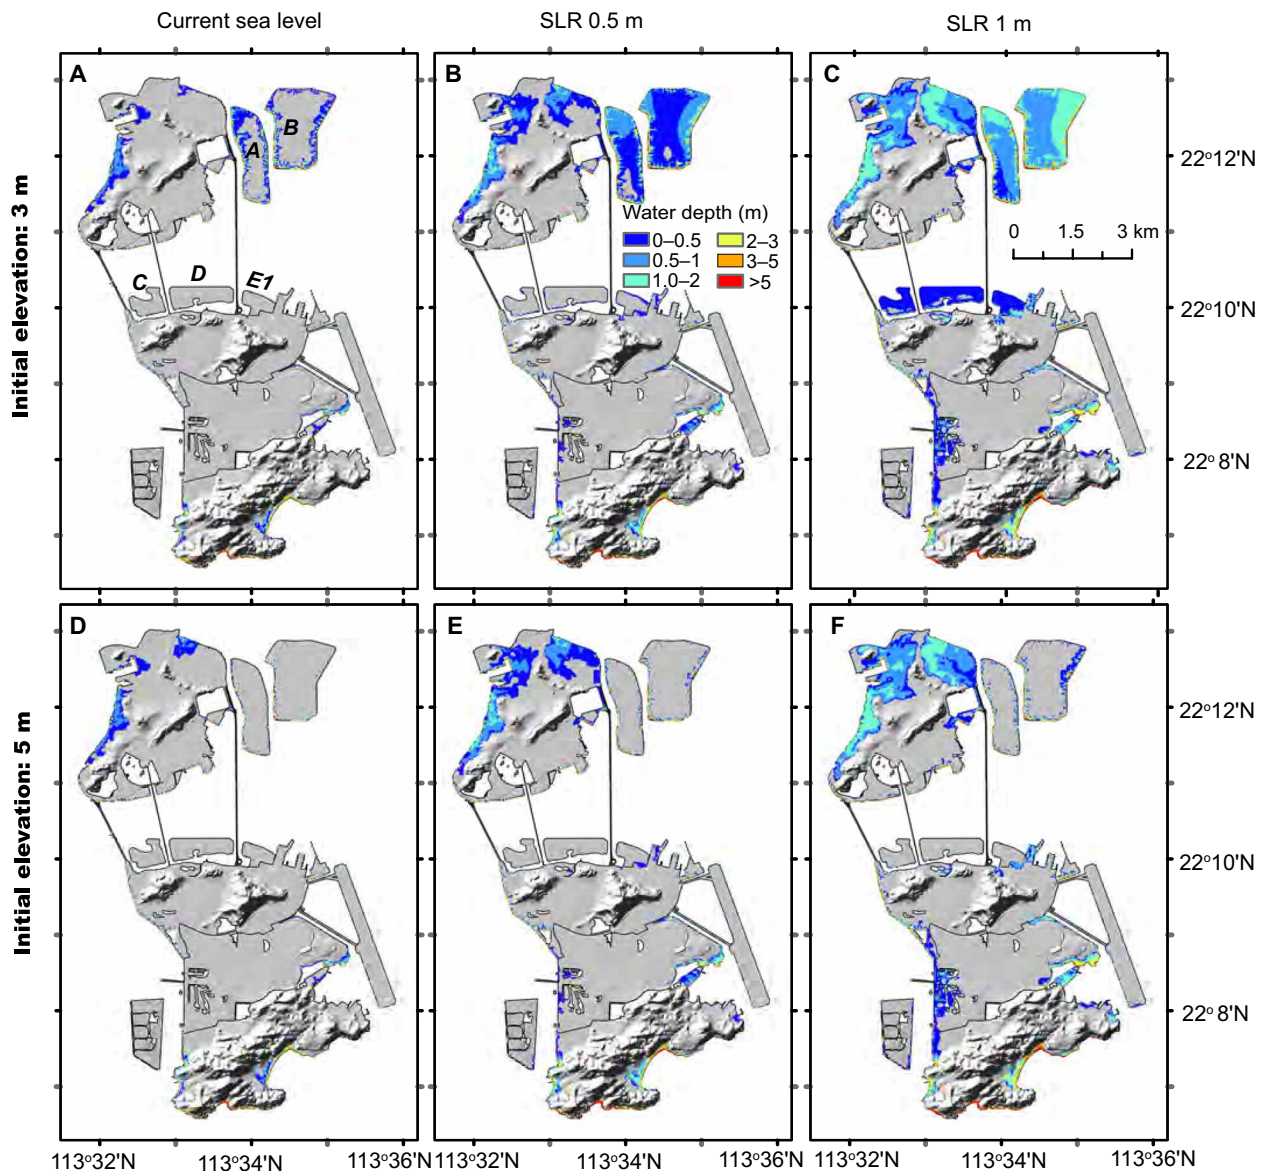 Current sea level
SLR 0.5 m
SLR 1 m
Initial elevation: 3 m
A
B
A
C
D
E1
B
Water depth (m)
0–0.5
2–3
0.5–1
3–5
1.0–2
>5
C
0 1.5 3 km
22°12'N
22°10'N
22°8'N
Initial elevation: 5 m
D
E
F
22°12'N
22°10'N
22°8'N
113°32'N
113°34'N
113°36'N
113°32'N
113°34'N
113°36'N
113°32'N
113°34'N
113°36'N